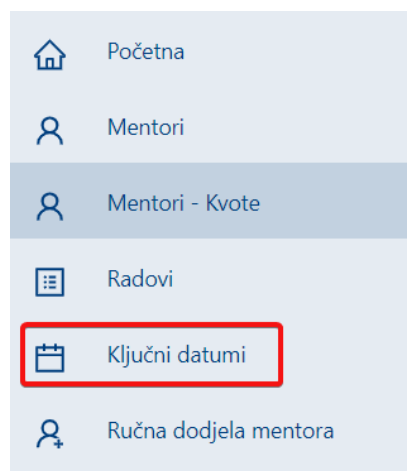 Početna
Mentori
Mentori - Kvote
Radovi
Ključni datumi
Ručna dodjela mentora